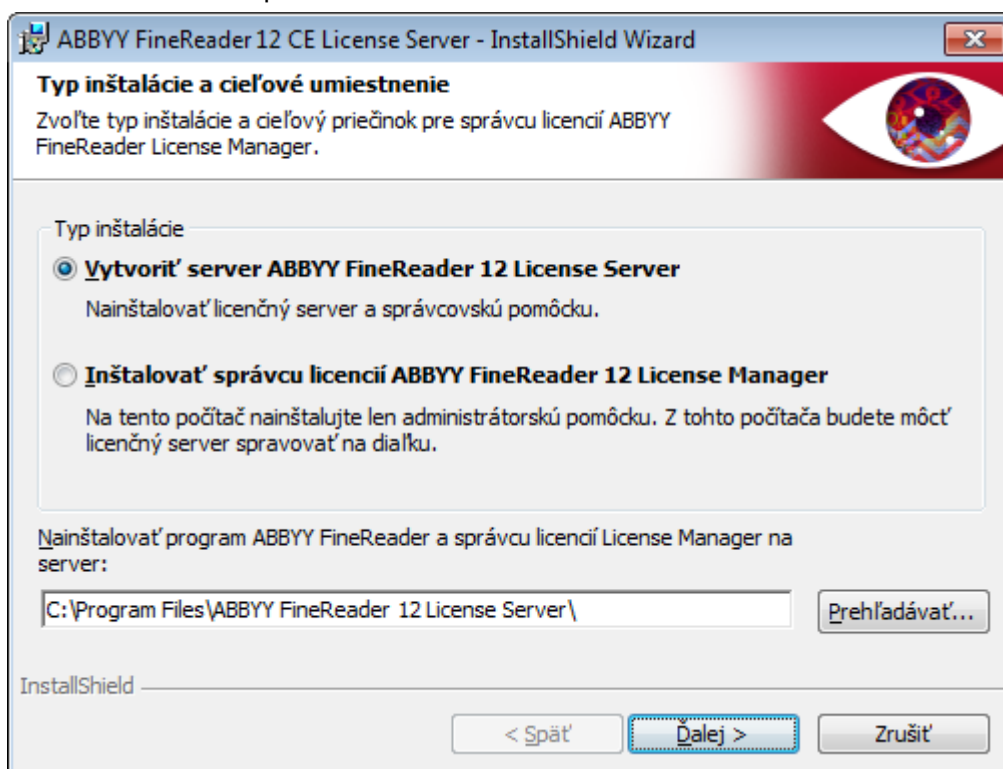 ABBYY FineReader 12 CE License Server - InstallShield Wizard
Typ inštalácie a cieľové umiestnenie
Zvoľte typ inštalácie a cieľový priečinok pre správcu licencií ABBYY
FineReader License Manager.
Typ inštalácie
Vytvoriť server ABBYY FineReader 12 License Server
Nainštalovať licenčný server a správcovskú pomôcku.
Inštalovať správcu licencií ABBYY FineReader 12 License Manager
Na tento počítač nainštalujte len administrátorskú pomôcku. Z tohto počítača budete môcť
licenčný server spravovať na diaľku.
Nainštalovať program ABBYY FineReader a správcu licencií License Manager na
server:
C:\Program Files\ABBYY FineReader 12 License Server\
Prehľadávať...
InstallShield
< Späť
Ďalej >
Zrušiť